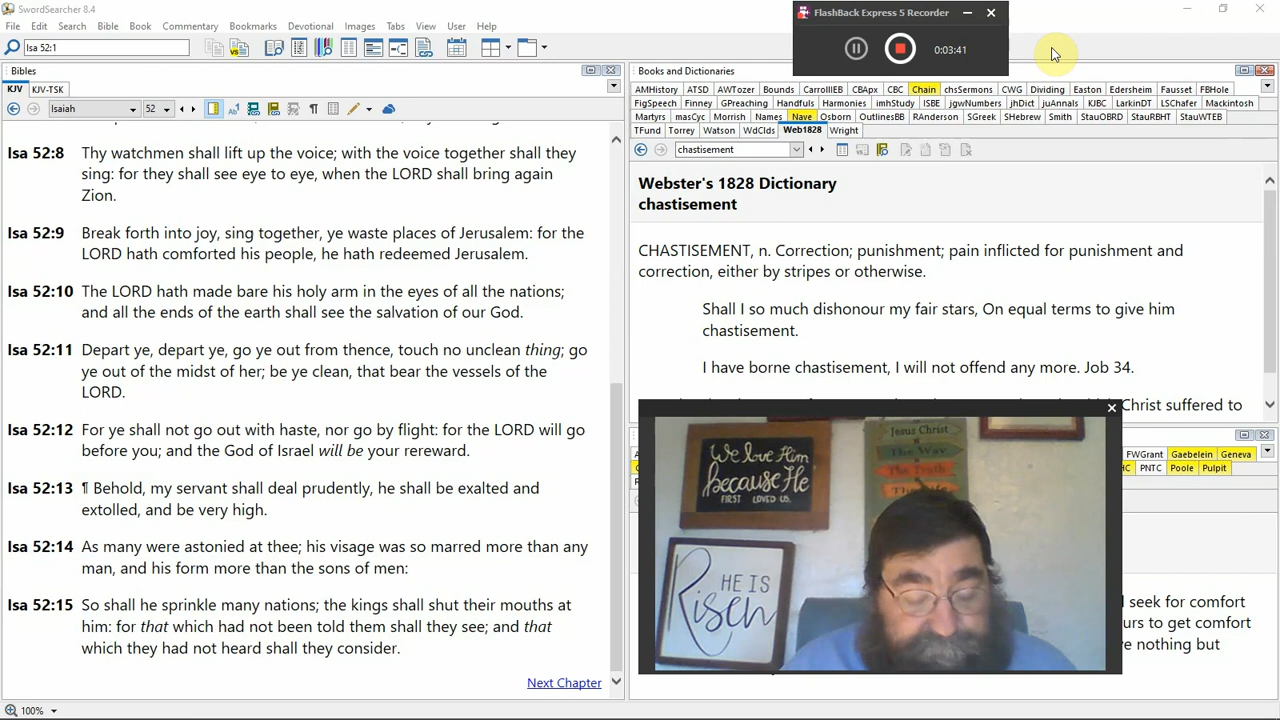 SwordSearcher 8.4
File Edit Search Bible Book Commentary Bookmarks Devotional Images Tabs View User Help
Isa 52:1
VS
FlashBack Express 5 Recorder
0:03:41
Bibles
KJV KJV-TSK
Isaiah 52
Isa 52:8 Thy watchmen shall lift up the voice; with the voice together shall they
sing: for they shall see eye to eye, when the LORD shall bring again
Zion.
Isa 52:9 Break forth into joy, sing together, ye waste places of Jerusalem: for the
LORD hath comforted his people, he hath redeemed Jerusalem.
Isa 52:10 The LORD hath made bare his holy arm in the eyes of all the nations;
and all the ends of the earth shall see the salvation of our God.
Isa 52:11 Depart ye, depart ye, go ye out from thence, touch no unclean thing; go
ye out of the midst of her; be ye clean, that bear the vessels of the
LORD.
Isa 52:12 For ye shall not go out with haste, nor go by flight: for the LORD will go
before you; and the God of Israel will be your rereward.
Isa 52:13 ¶ Behold, my servant shall deal prudently, he shall be exalted and
extolled, and be very high.
Isa 52:14 As many were astonied at thee; his visage was so marred more than any
man, and his form more than the sons of men:
Isa 52:15 So shall he sprinkle many nations; the kings shall shut their mouths at
him: for that which had not been told them shall they see; and that
which they had not heard shall they consider.
Next Chapter
100%
Books and Dictionaries
AMHistory ATSD AWTozer Bounds CarrollEB CBApx CBC Chain chsSermons CWG Dividing Easton Edersheim Fausset FBHole
FigSpeech Finney GPreaching Handfuls Harmonies imhStudy ISBE jgwNumbers jhDict juAnnals KJBC LarkinDT LSChafer Mackintosh
Martyrs masCyc Morrish Names Nave Osborn OutlinesBB RAnderson SGreek SHebrew Smith StauOBRD StauRBHT StauWTEB
TFund Torrey Watson WdClds Web1828 Wright
chastisement
Webster's 1828 Dictionary
chastisement
CHASTISEMENT, n. Correction; punishment; pain inflicted for punishment and
correction, either by stripes or otherwise.
Shall I so much dishonour my fair stars, On equal terms to give him
chastisement.
I have borne chastisement, I will not offend any more. Job 34.
Christ suffered to
FWGrant Gaebelein Geneva
HC PNTC Poole Pulpit
seek for comfort
urs to get comfort
e nothing but
We love Him
because He
FIRST LOVED US.
Jesus Christ
The Way
The Truth
The Life
HE IS
Risen